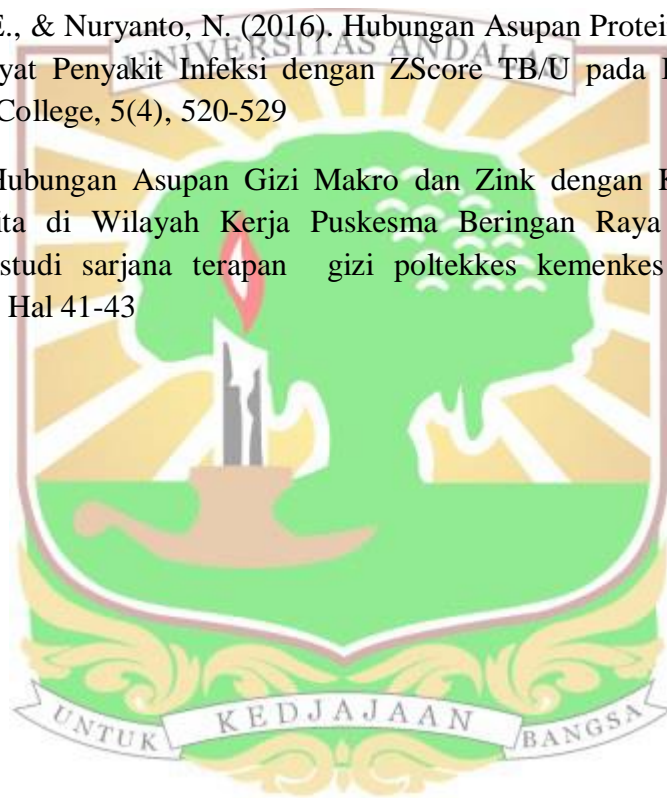 E., & Nuryanto, N. (2016). Hubungan Asupan Protei
UNIVERSITAS ANDALAS
yat Penyakit Infeksi dengan ZScore TB/U pada
College, 5(4), 520-529
Hubungan Asupan Gizi Makro dan Zink dengan
ita di Wilayah Kerja Puskesma Beringan Raya
studi sarjana terapan gizi poltekkes kemenkes
Hal 41-43
UNTUK KEDJAJAAN BANGSA